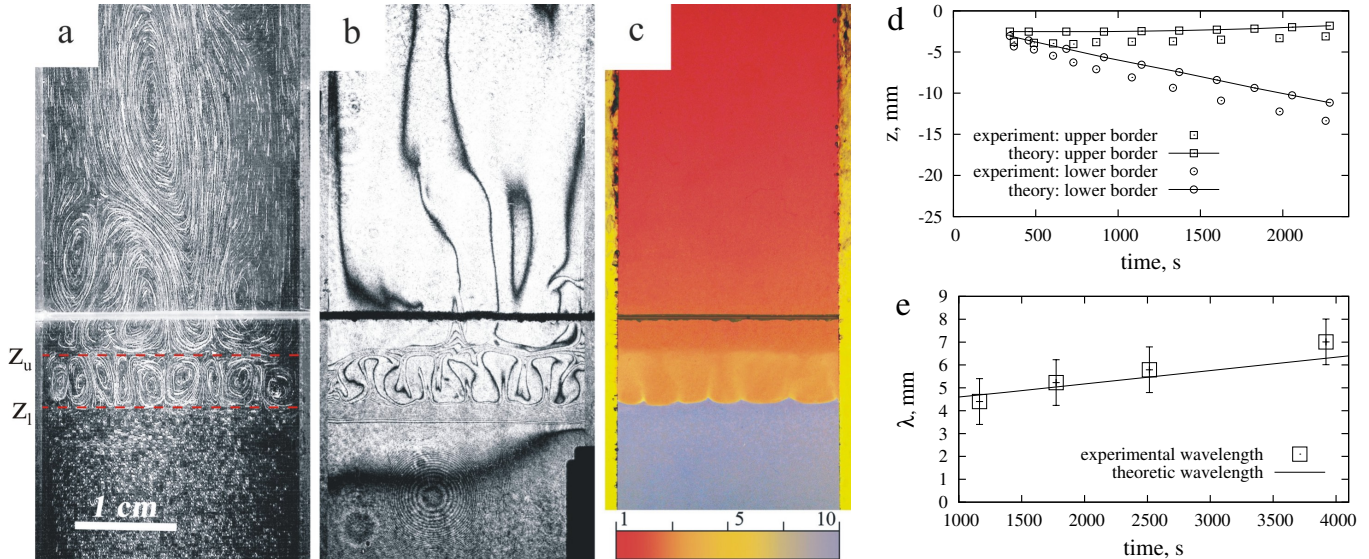 a
b
c
Zu
Zl
1 cm
1 5 10
d
0
-5
-10
-15
-20
-25
z, mm
experiment: upper border
theory: upper border
experiment: lower border
theory: lower border
0 500 1000 1500 2000
time, s
e
9
8
7
6
5
4
3
2
1
0
λ, mm
experimental wavelength
theoretic wavelength
1000 1500 2000 2500 3000 3500 4000
time, s